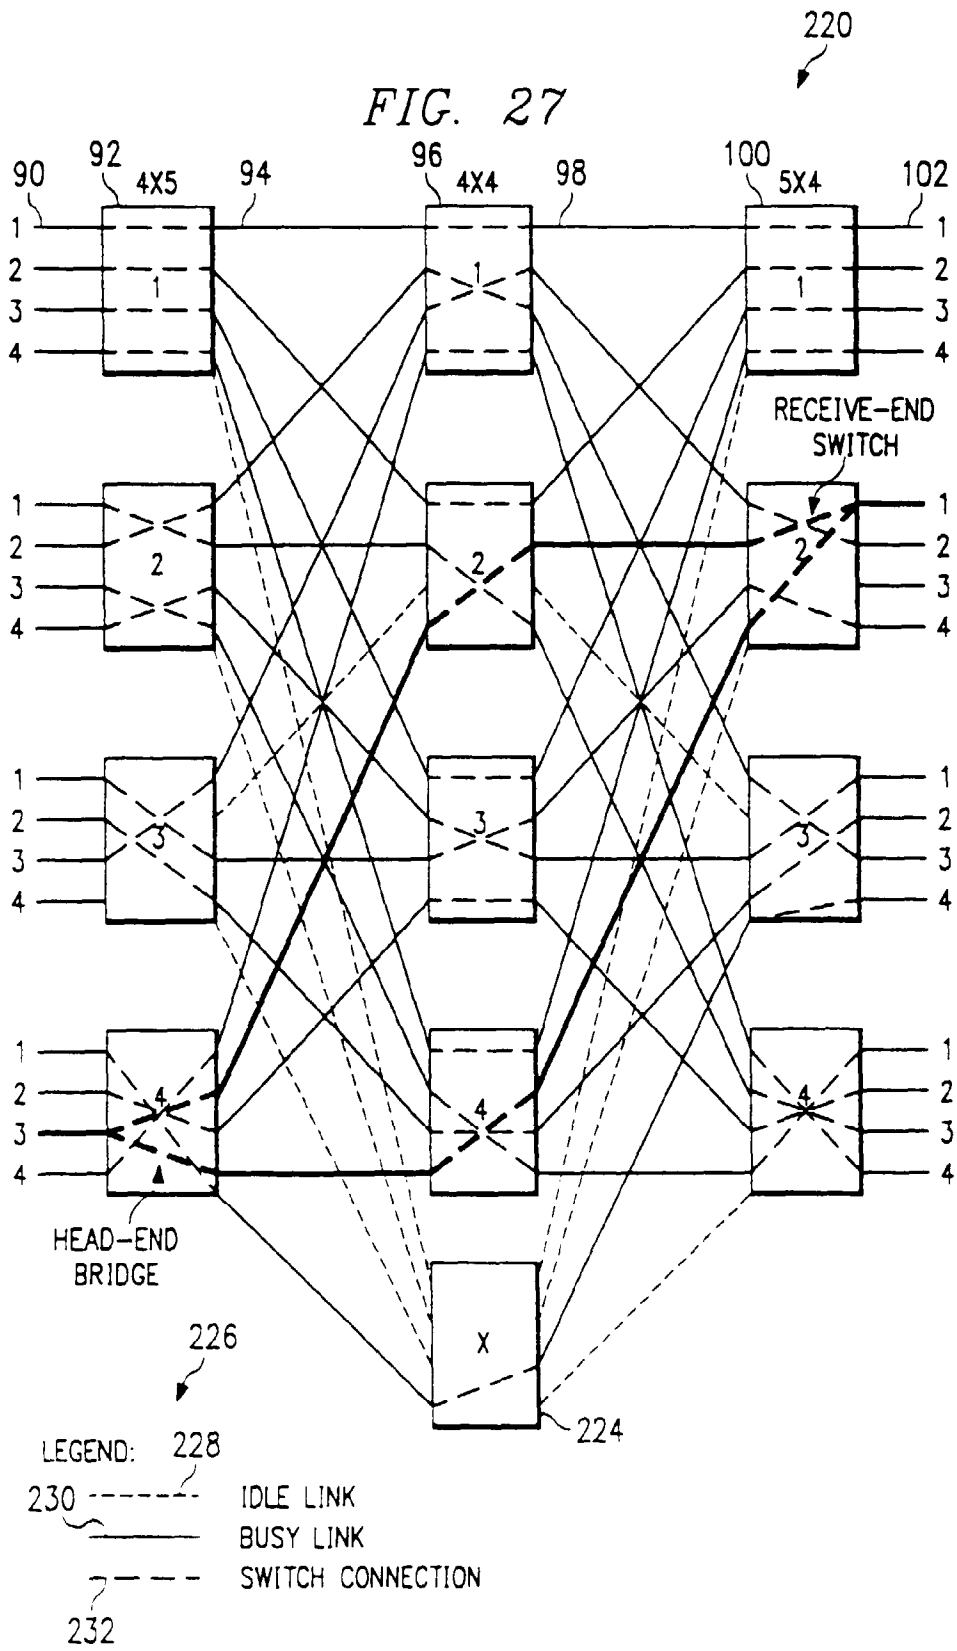 220
FIG. 27
92 96 100
90 4X5 94 4X4 98 5X4 102
1 1
2 1 1 1 2
3 3
4 4
RECEIVE-END
SWITCH
1 1
2 2 2 2 2
3 3
4 4
1 1
2 3 3 3 2
3 3
4 4
1 1
2 4 4 4 2
3 3
4 4
HEAD-END
BRIDGE
X
226
224
LEGEND: 228
230 IDLE LINK
BUSY LINK
SWITCH CONNECTION
232